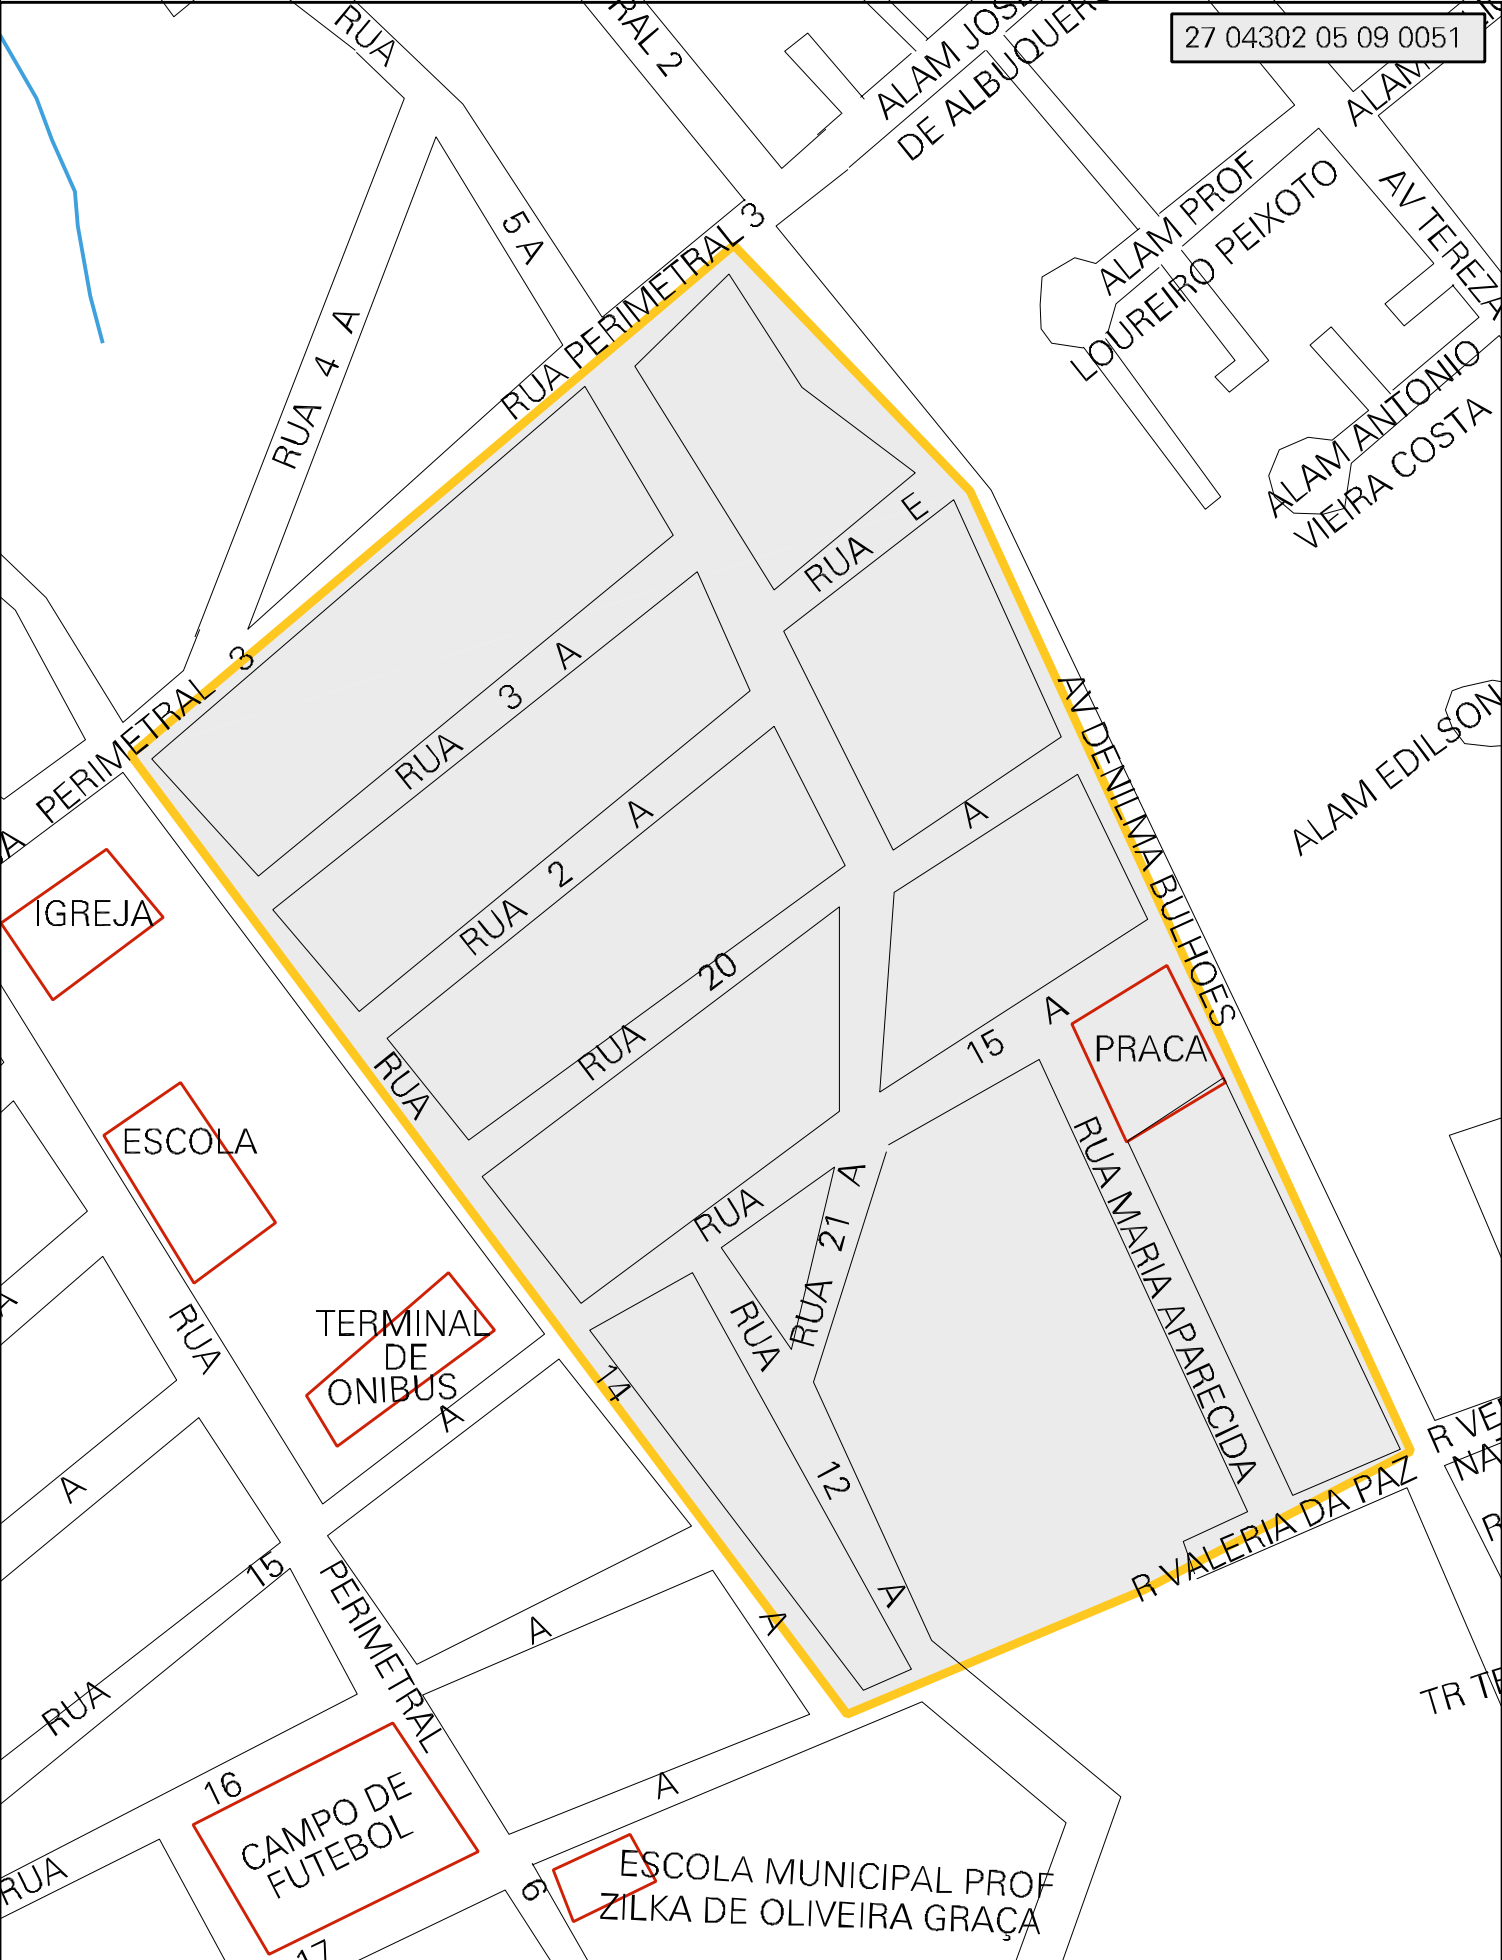 27 04302 05 09 0051
RUA
RAL 2
ALAM JOSE
DE ALBUQUERQ
ALAM
ALAM PROF
LOUREIRO PEIXOTO
AV TEREZA
5 A
RUA PERIMETRAL 3
RUA 4 A
ALAM ANTONIO
VIEIRA COSTA
RUA E
PERIMETRAL 3
RUA 3 A
AV DENILMA BULHOES
ALAM EDILSON
A
IGREJA
RUA 2 A
A
RUA 20
15 A
PRACA
RUA
ESCOLA
RUA
RUA 21 A
RUA MARIA APARECIDA
A
RUA
TERMINAL
DE
ONIBUS
A
RUA
14
12
A
R VALERIA DA PAZ
R VE
NA
R
A
15
RUA
PERIMETRAL
A
A
A
TR TE
16
RUA
CAMPO DE
FUTEBOL
A
6
ESCOLA MUNICIPAL PROF
ZILKA DE OLIVEIRA GRAÇA
17